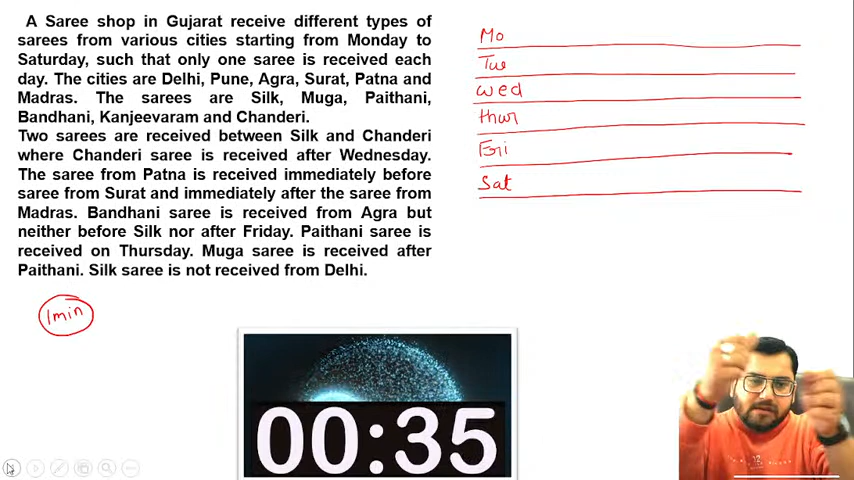 A Saree shop in Gujarat receive different types of
sarees from various cities starting from Monday to
Saturday, such that only one saree is received each
day. The cities are Delhi, Pune, Agra, Surat, Patna and
Madras. The sarees are Silk, Muga, Paithani,
Bandhani, Kanjeevaram and Chanderi.
Two sarees are received between Silk and Chanderi
where Chanderi saree is received after Wednesday.
The saree from Patna is received immediately before
saree from Surat and immediately after the saree from
Madras. Bandhani saree is received from Agra but
neither before Silk nor after Friday. Paithani saree is
received on Thursday. Muga saree is received after
Paithani. Silk saree is not received from Delhi.
1min
Mo
Tue
wed
thur
Fri
Sat
00:35